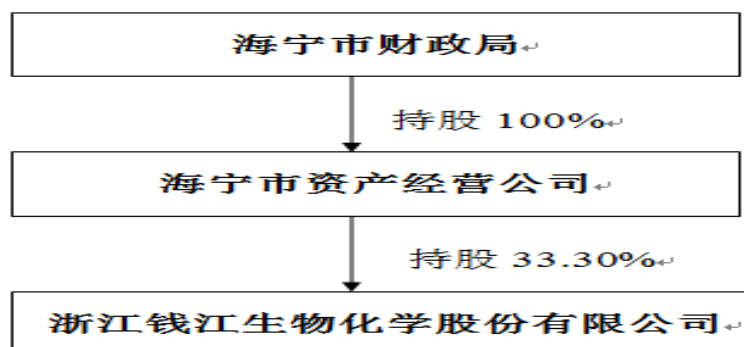 海宁市财政局
持股 100%
海宁市资产经营公司
持股 33.30%
浙江钱江生物化学股份有限公司